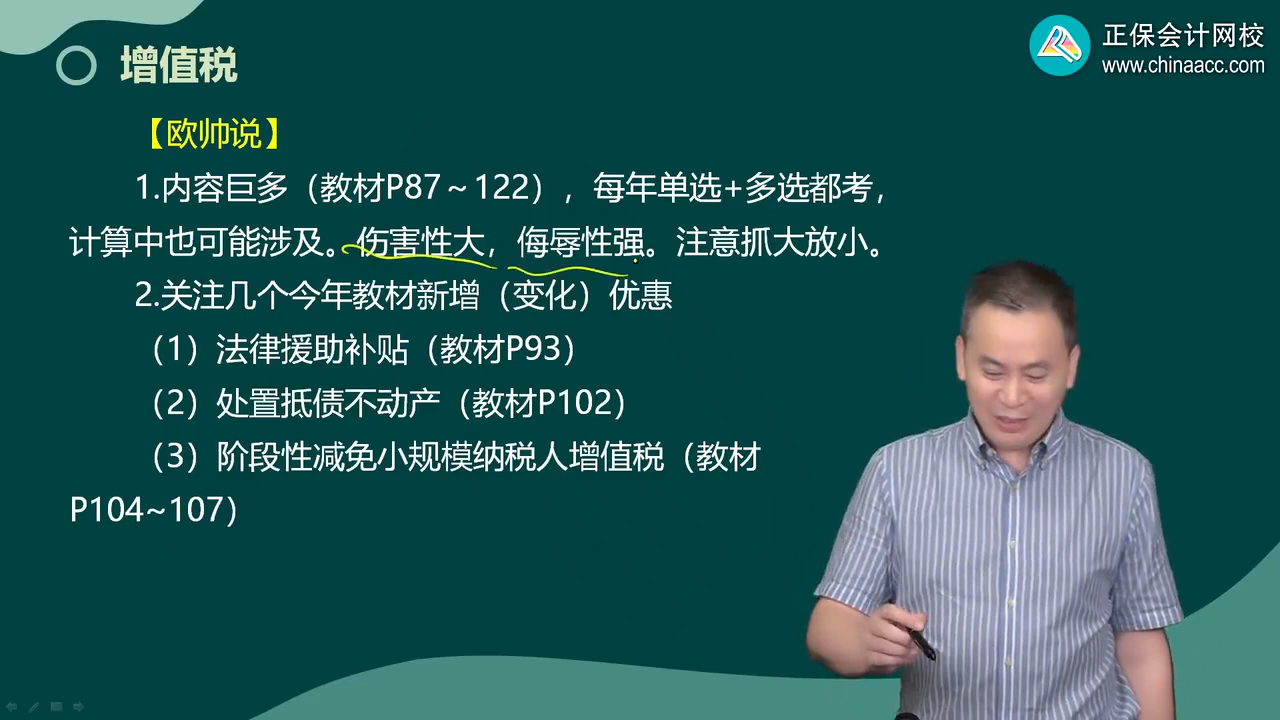 增值税
正保会计网校
www.chinaacc.com
【欧帅说】
1.内容巨多（教材P87～122），每年单选+多选都考，
计算中也可能涉及。伤害性大，侮辱性强。注意抓大放小。
2.关注几个今年教材新增（变化）优惠
（1）法律援助补贴（教材P93）
（2）处置抵债不动产（教材P102）
（3）阶段性减免小规模纳税人增值税（教材
P104~107）